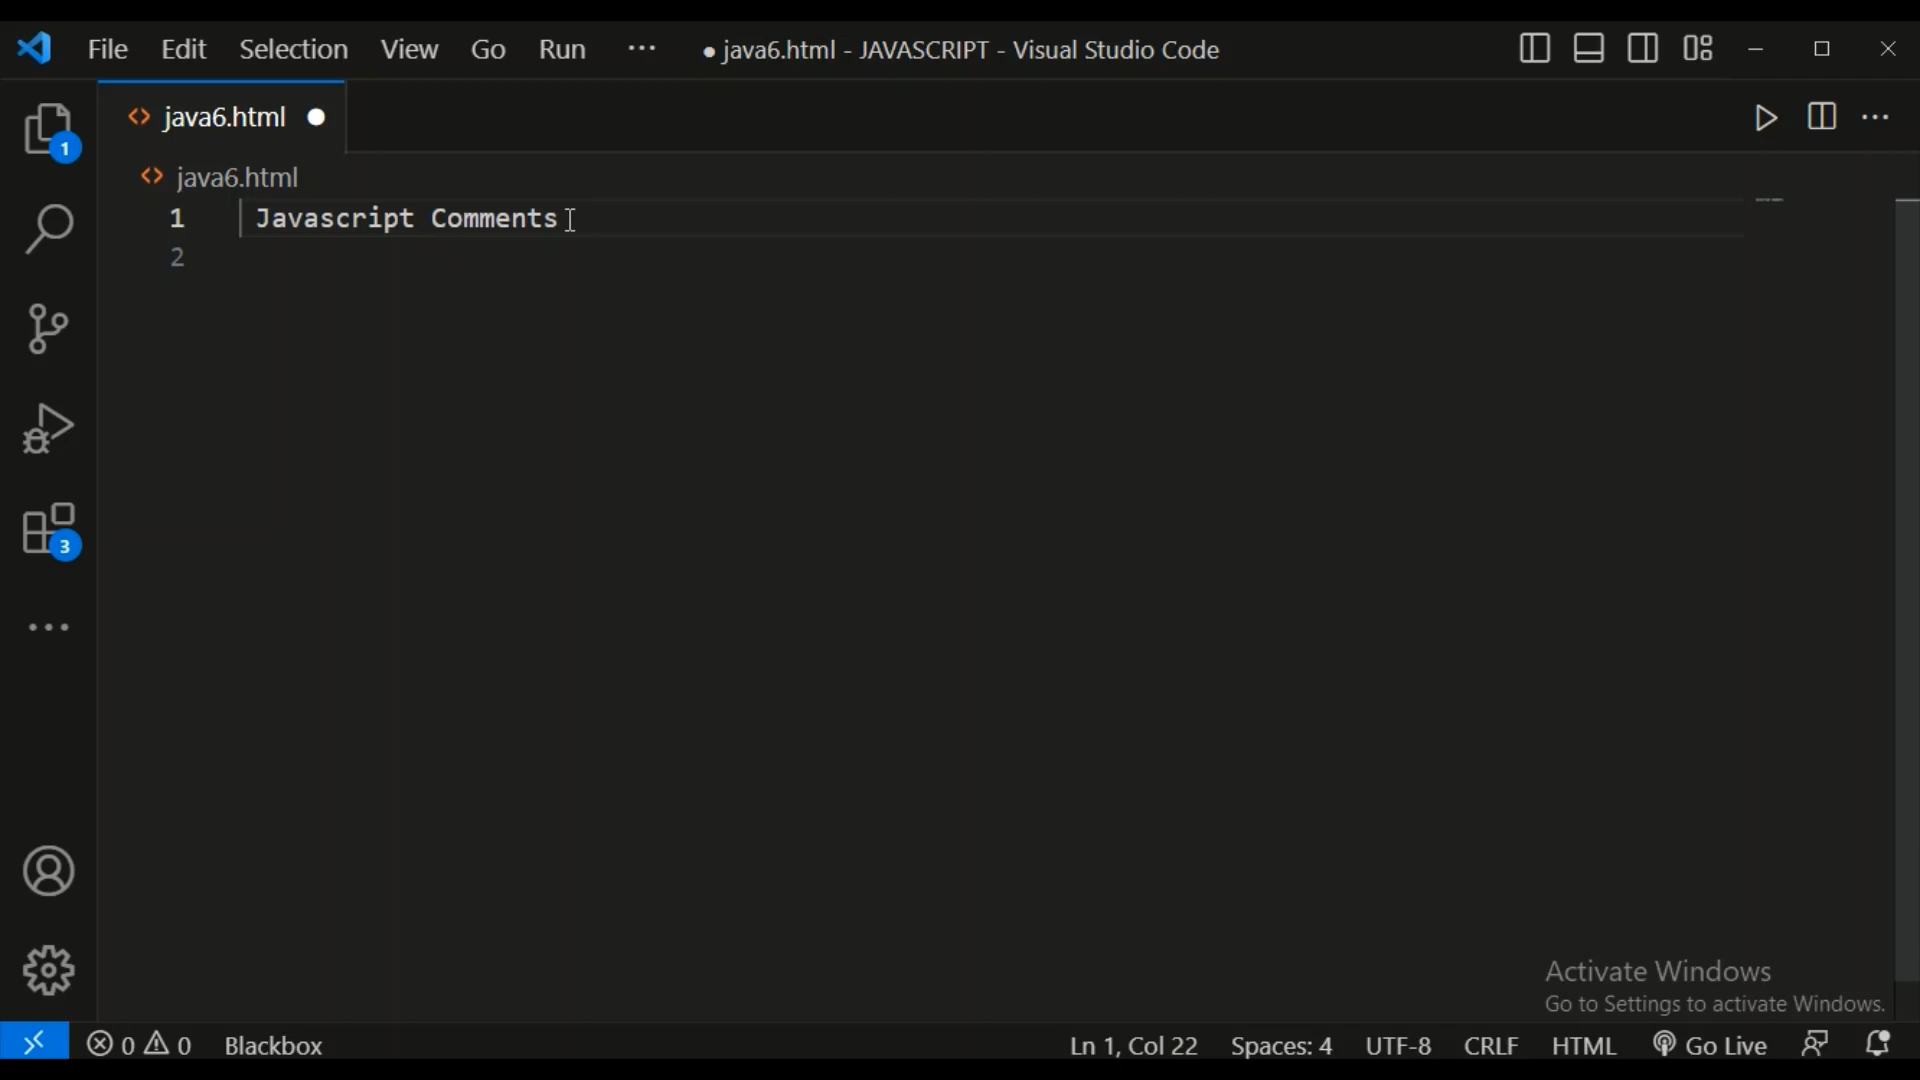 File Edit Selection View Go Run ··· ● java6.html - JAVASCRIPT - Visual Studio Code
java6.html
1
java6.html
1 Javascript Comments
2
3
Activate Windows
Go to Settings to activate Windows.
0 0 Blackbox Ln 1, Col 22 Spaces: 4 UTF-8 CRLF HTML Go Live